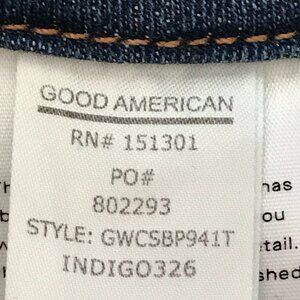 GOOD AMERICAN
RN# 151301
PO#
802293
STYLE: GWCSBP941T
INDIGO326
has
ou
etail.
shed